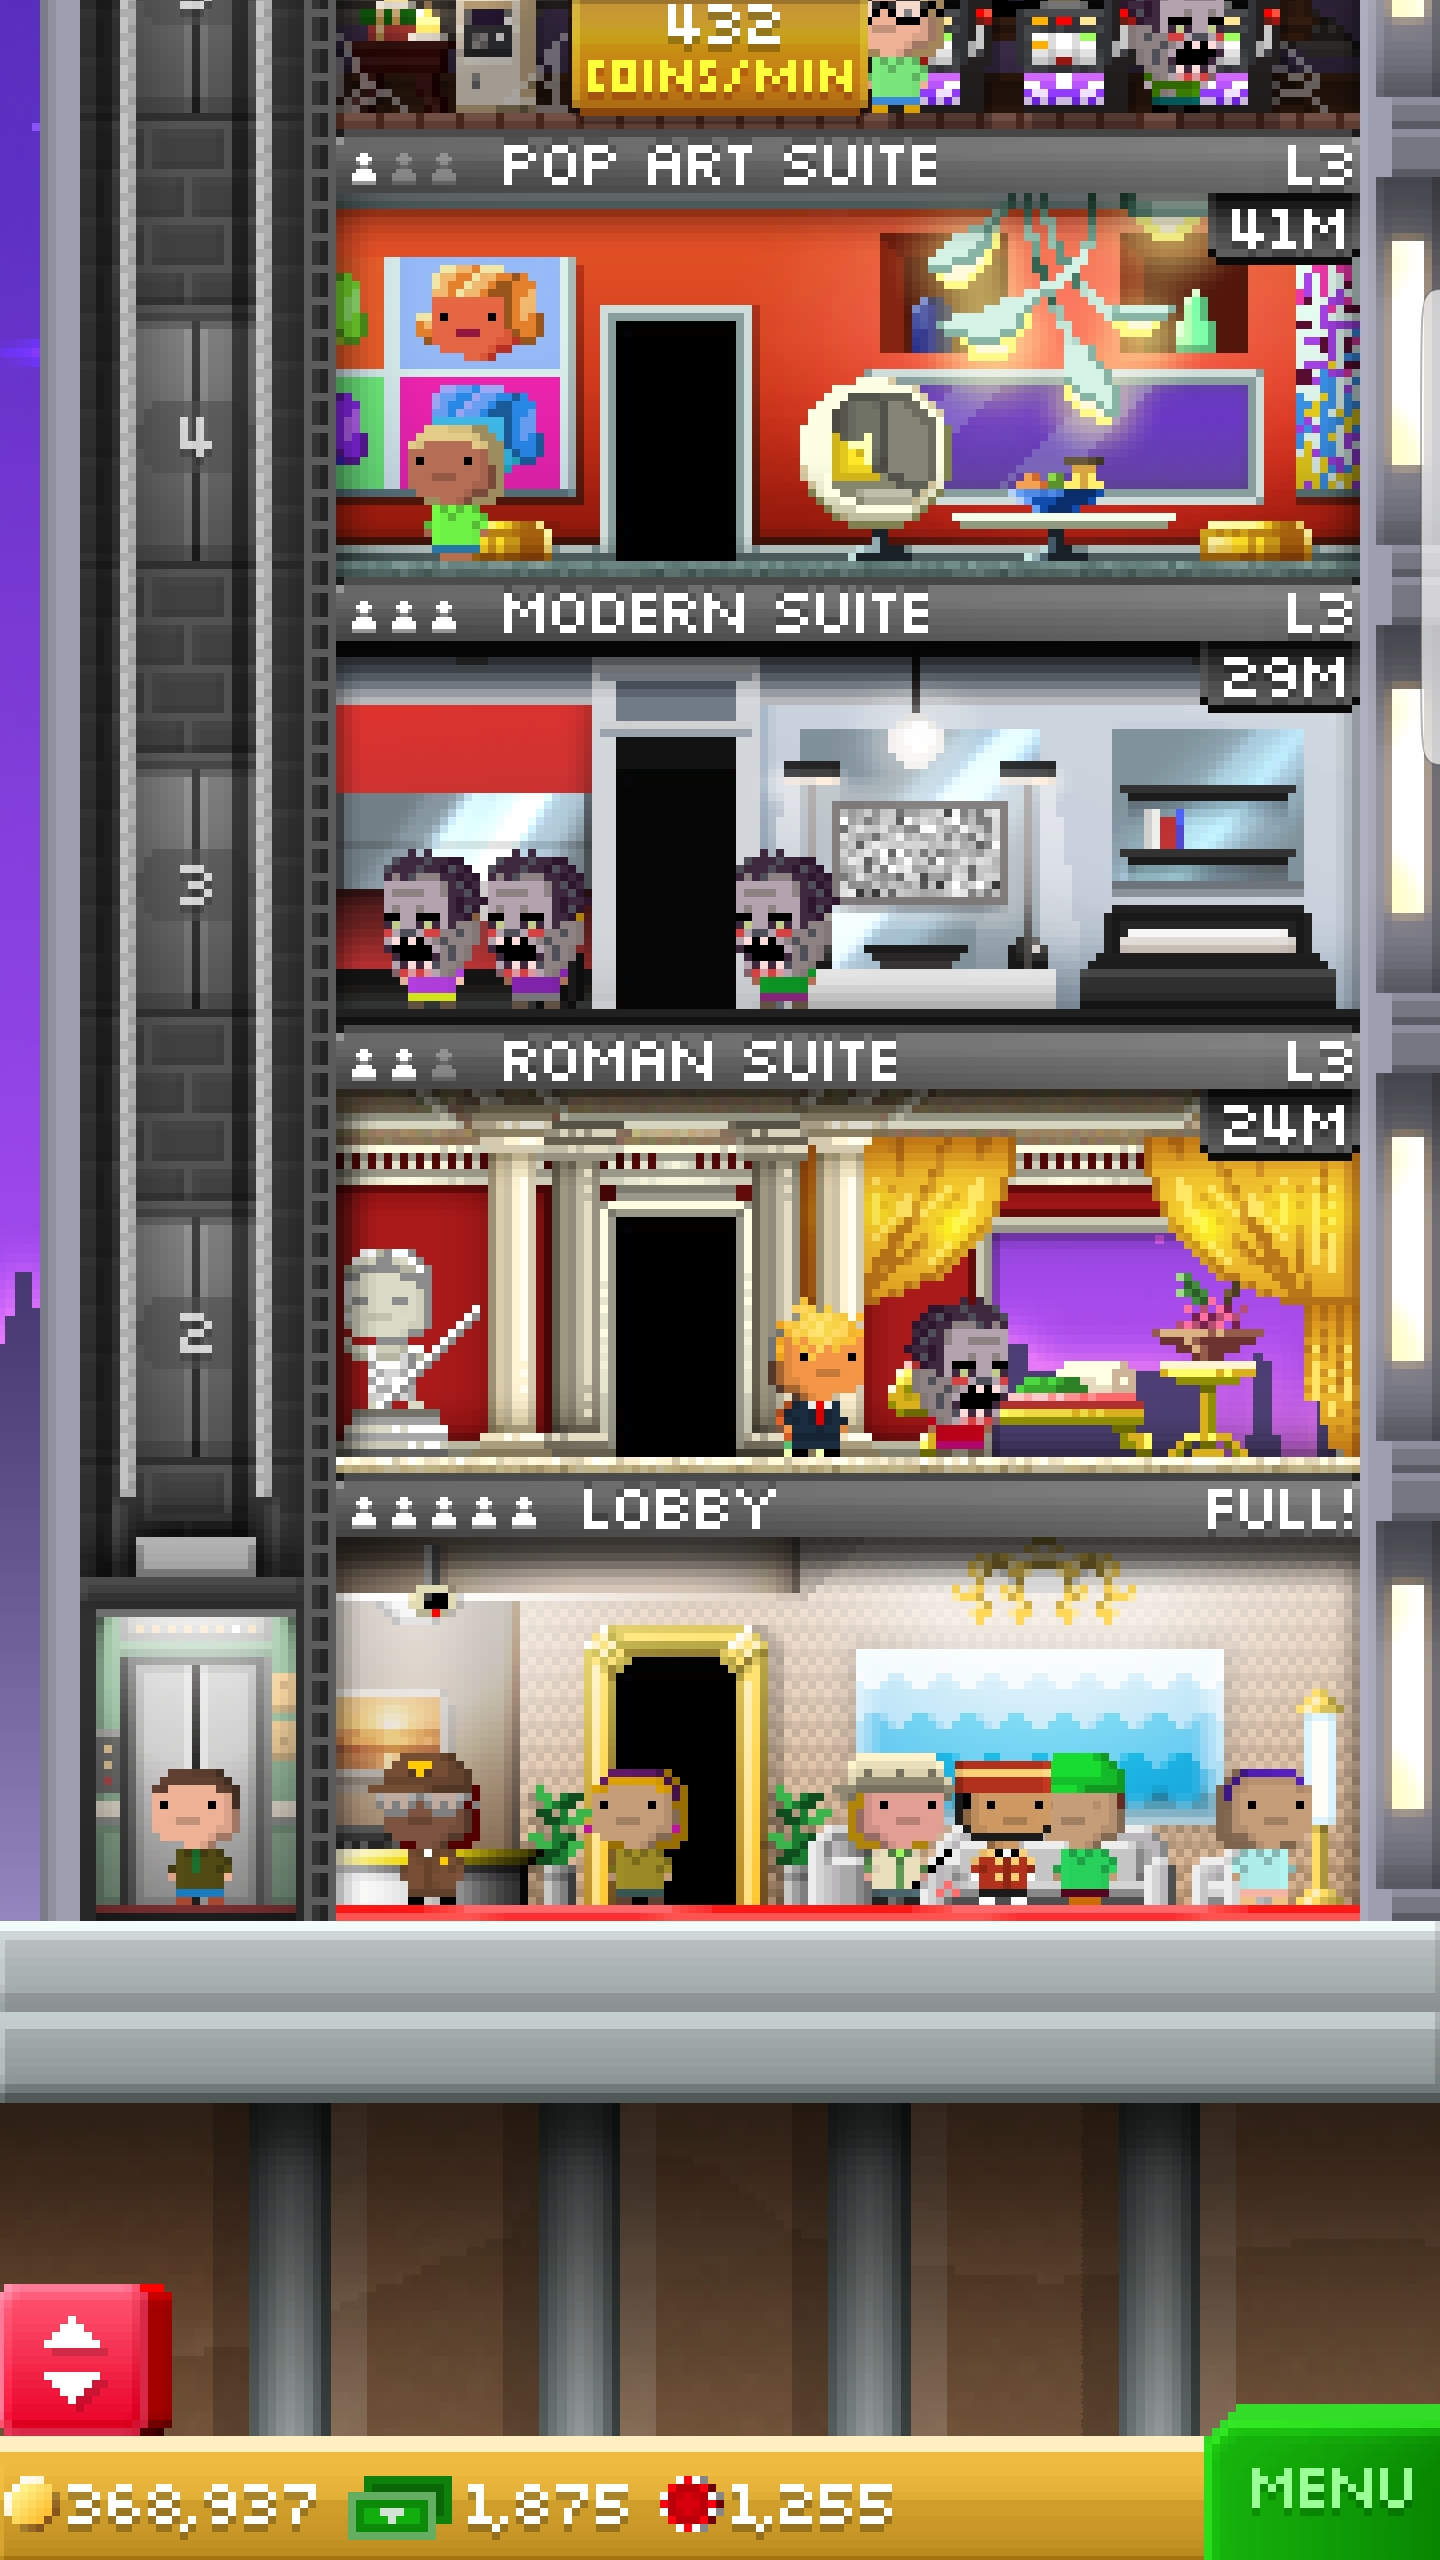 432
COINS/MIN
POP ART SUITE L3
41M
4
MODERN SUITE L3
29M
3
ROMAN SUITE L3
24M
2
LOBBY FULL!
368,937 1,875 1,255 MENU